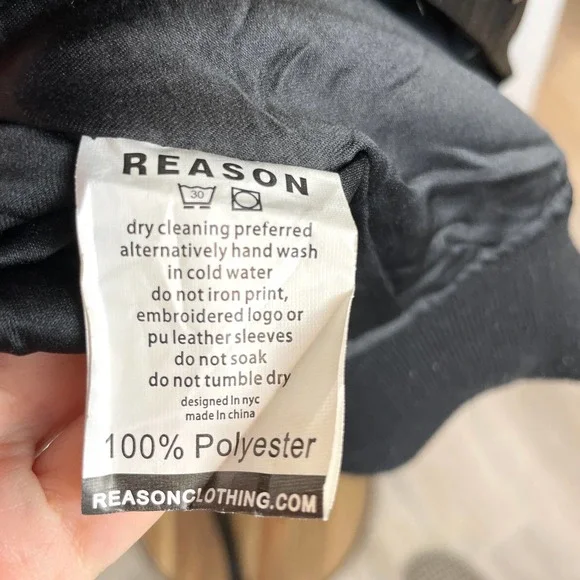 REASON
30
dry cleaning preferred
alternatively hand wash
in cold water
do not iron print,
embroidered logo or
pu leather sleeves
do not soak
do not tumble dry
designed in nyc
made in china
100% Polyester
REASONCLOTHING.COM